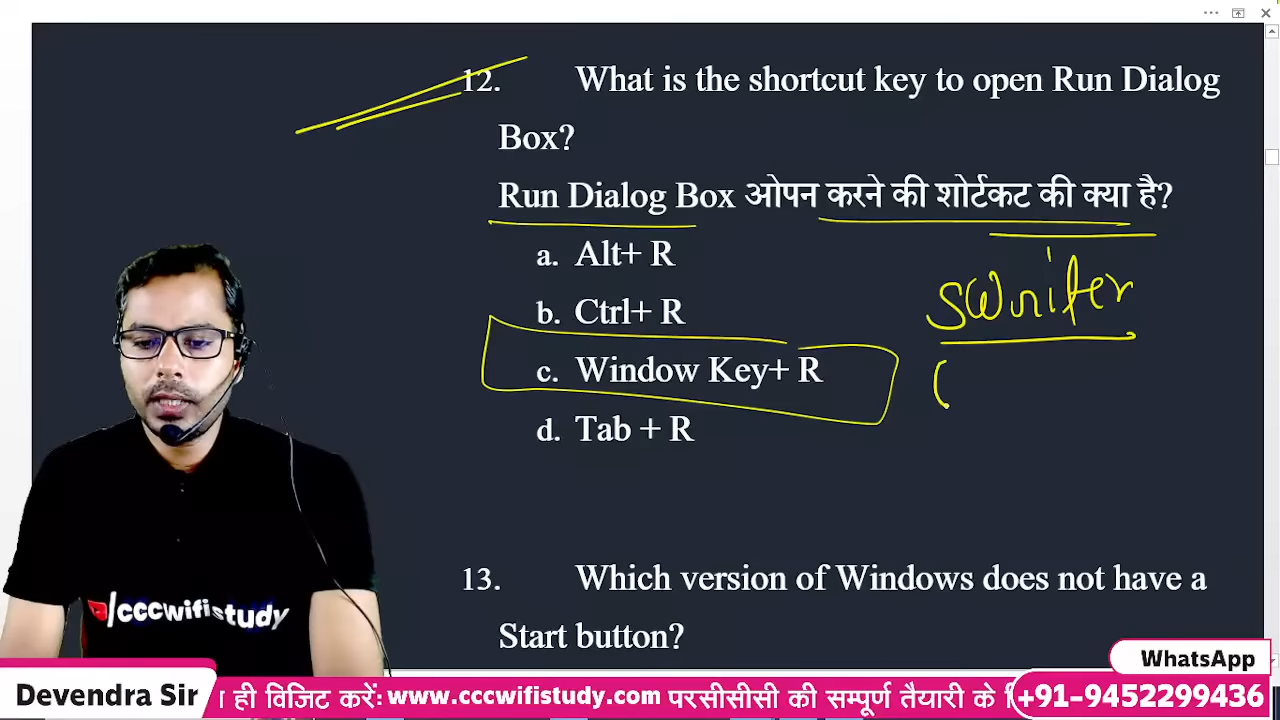 12. What is the shortcut key to open Run Dialog
Box?
Run Dialog Box ओपन करने की शोर्टकट की क्या है?
a. Alt+ R
swriter
b. Ctrl+ R
c. Window Key+ R
(
d. Tab + R
13. Which version of Windows does not have a
Start button?
/cccwifistudy
WhatsApp
Devendra Sir
ही विजिट करें: www.cccwifistudy.com परसीसीसी की सम्पूर्ण तैयारी के
+91-9452299436